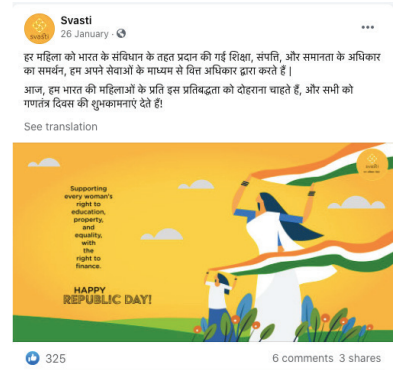 Svasti
26 January ·
svasti
हर महिला को भारत के संविधान के तहत प्रदान की गई शिक्षा, संपत्ति, और समानता के अधिकार
का समर्थन, हम अपने सेवाओं के माध्यम से वित्त अधिकार द्वारा करते हैं |
आज, हम भारत की महिलाओं के प्रति इस प्रतिबद्धता को दोहराना चाहते हैं, और सभी को
गणतंत्र दिवस की शुभकामनाएं देते हैं!
See translation
svasti
Supporting
every woman's
right to
education,
property,
and
equality,
with
the
right to
finance.
HAPPY
REPUBLIC DAY!
325
6 comments 3 shares